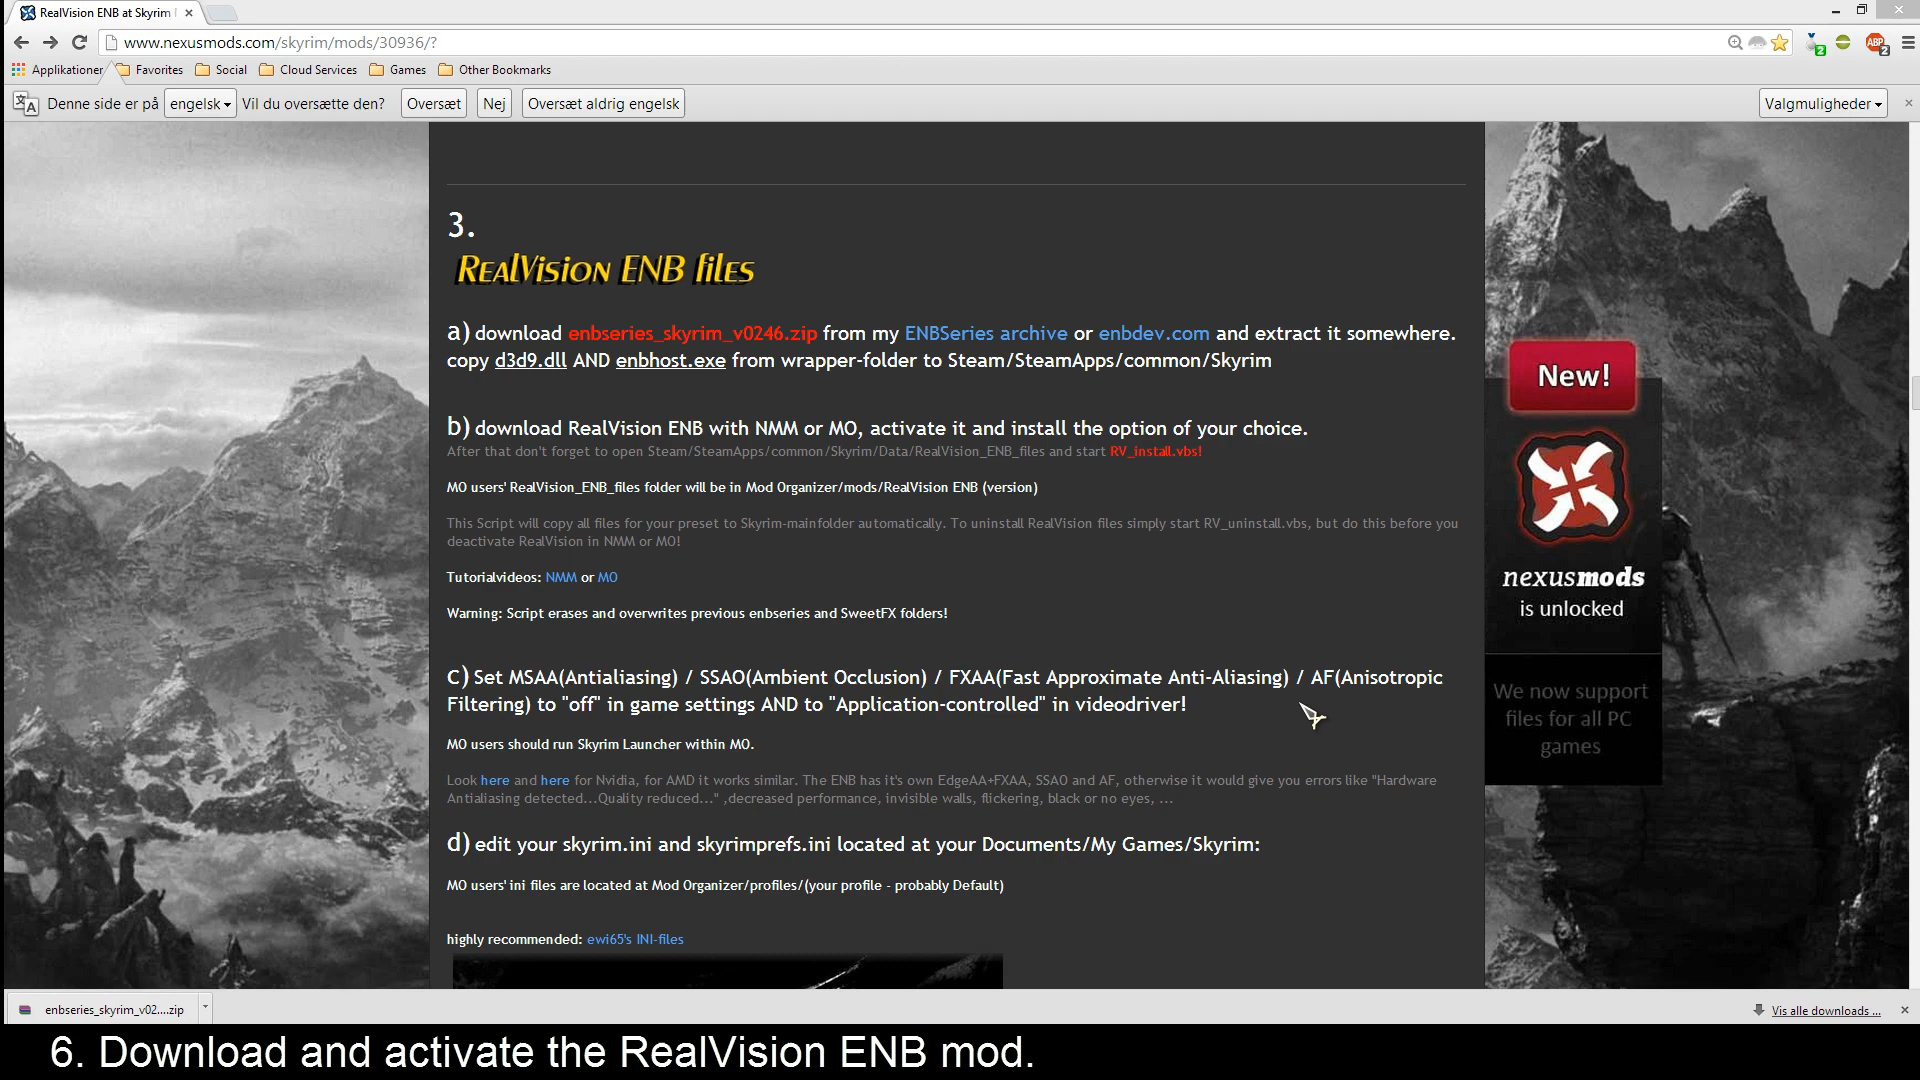 RealVision ENB at Skyrim
www.nexusmods.com/skyrim/mods/30936/?
Applikationer Favorites Social Cloud Services Games Other Bookmarks
Denne side er på engelsk Vil du oversætte den? Oversæt Nej Oversæt aldrig engelsk Valgmuligheder
3.
RealVision ENB files
a) download enbseries_skyrim_v0246.zip from my ENBSeries archive or enbdev.com and extract it somewhere.
copy d3d9.dll AND enbhost.exe from wrapper-folder to Steam/SteamApps/common/Skyrim
b) download RealVision ENB with NMM or MO, activate it and install the option of your choice.
After that don't forget to open Steam/SteamApps/common/Skyrim/Data/RealVision_ENB_files and start RV_install.vbs!
MO users' RealVision_ENB_files folder will be in Mod Organizer/mods/RealVision ENB (version)
This Script will copy all files for your preset to Skyrim-mainfolder automatically. To uninstall RealVision files simply start RV_uninstall.vbs, but do this before you
deactivate RealVision in NMM or MO!
Tutorialvideos: NMM or MO
Warning: Script erases and overwrites previous enbseries and SweetFX folders!
c) Set MSAA(Antialiasing) / SSAO(Ambient Occlusion) / FXAA(Fast Approximate Anti-Aliasing) / AF(Anisotropic
Filtering) to "off" in game settings AND to "Application-controlled" in videodriver!
MO users should run Skyrim Launcher within MO.
Look here and here for Nvidia, for AMD it works similar. The ENB has it's own EdgeAA+FXAA, SSAO and AF, otherwise it would give you errors like "Hardware
Antialiasing detected...Quality reduced..." ,decreased performance, invisible walls, flickering, black or no eyes, ...
d) edit your skyrim.ini and skyrimprefs.ini located at your Documents/My Games/Skyrim:
MO users' ini files are located at Mod Organizer/profiles/(your profile - probably Default)
highly recommended: ewi65's INI-files
New!
nexusmods
is unlocked
We now support
files for all PC
games
2
ABP
2
enbseries_skyrim_v02....zip
Vis alle downloads ...
6. Download and activate the RealVision ENB mod.